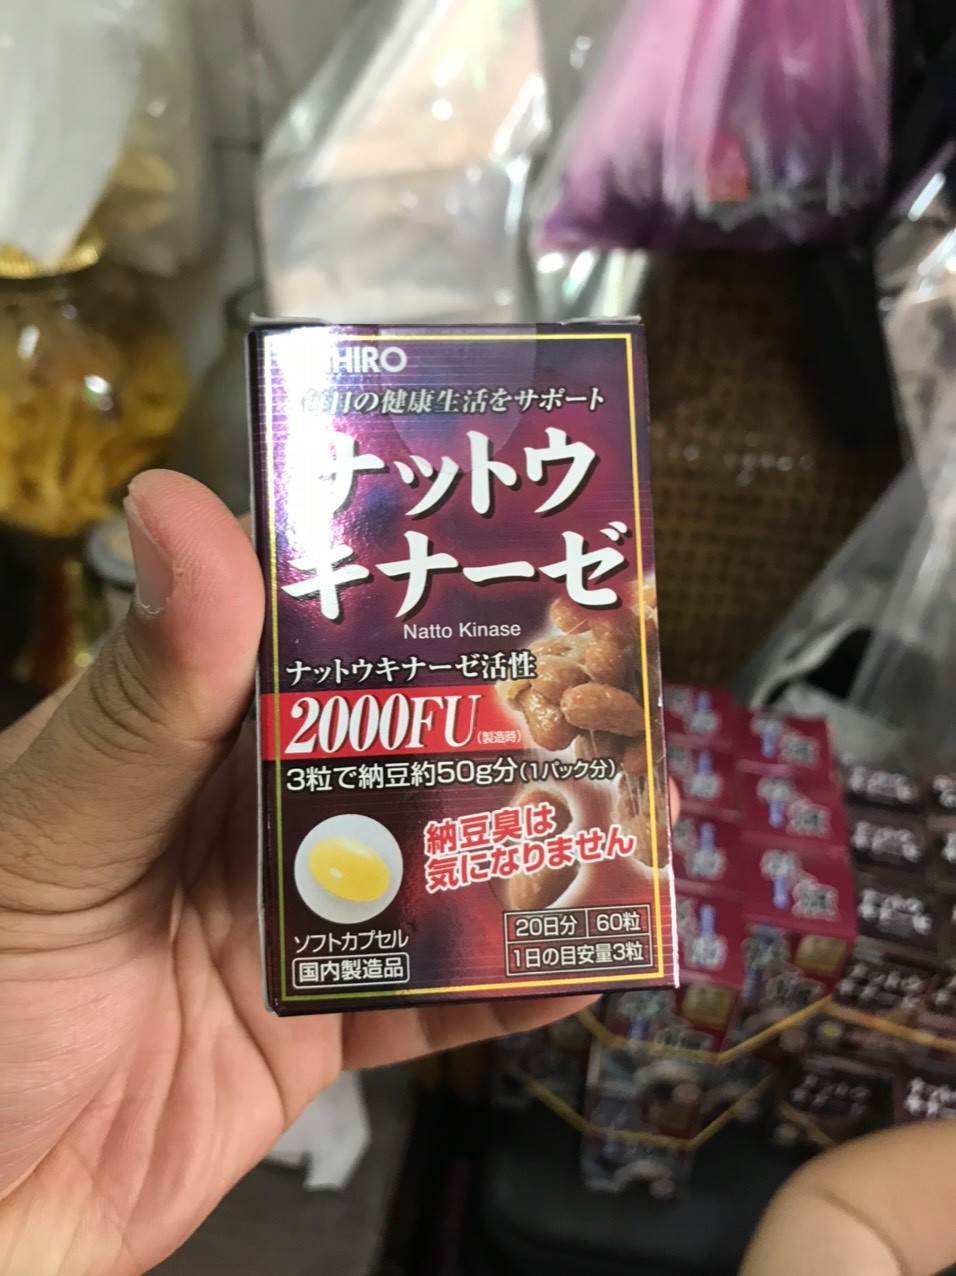 HIRO
毎日の健康生活をサポート
ナットウ
キナーゼ
Natto Kinase
ナットウキナーゼ活性
2000FU(製造時)
3粒で納豆約50g分(1パック分)
納豆臭は
気になりません
ソフトカプセル
国内製造品
20日分 60粒
1日の目安量3粒